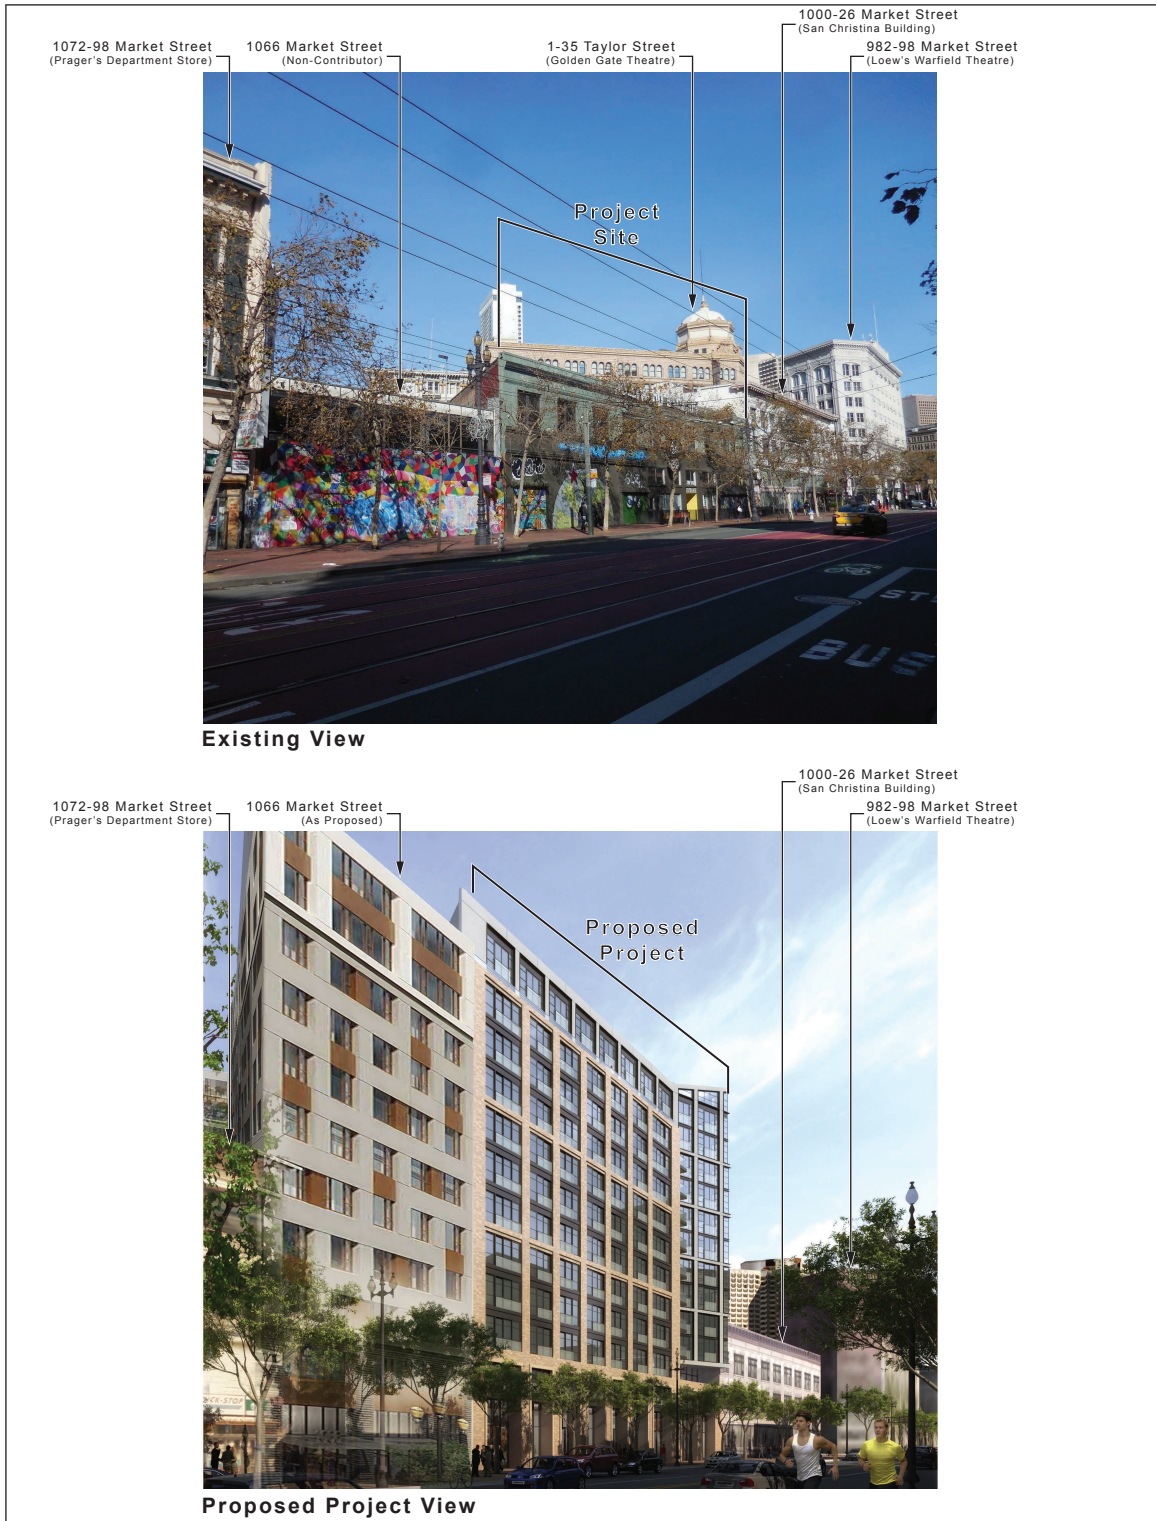 1000-26 Market Street
(San Christina Building)
1072-98 Market Street
(Prager's Department Store)
1066 Market Street
(Non-Contributor)
1-35 Taylor Street
(Golden Gate Theatre)
982-98 Market Street
(Loew's Warfield Theatre)
Project
Site
BUS
Existing View
1000-26 Market Street
(San Christina Building)
1072-98 Market Street
(Prager's Department Store)
1066 Market Street
(As Proposed)
982-98 Market Street
(Loew's Warfield Theatre)
Proposed
Project
Proposed Project View